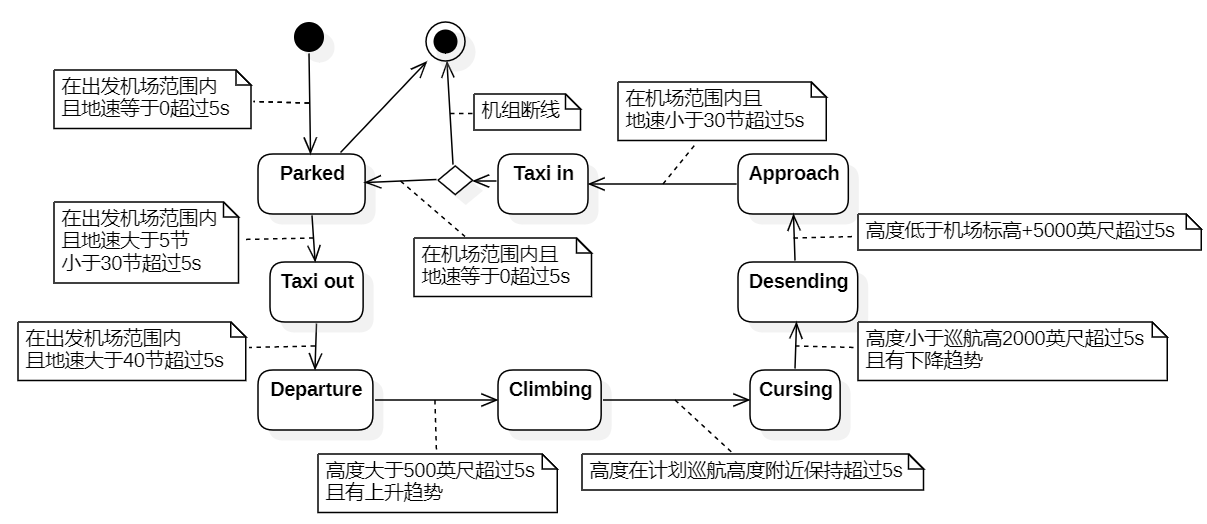 在出发机场范围内
且地速等于0超过5s
机组断线
在机场范围内且
地速小于30节超过5s
Parked
Taxi in
Approach
在出发机场范围内
且地速大于5节
小于30节超过5s
在机场范围内且
地速等于0超过5s
高度低于机场标高+5000英尺超过5s
Taxi out
Desending
在出发机场范围内
且地速大于40节超过5s
高度小于巡航高2000英尺超过5s
且有下降趋势
Departure
Climbing
Cursing
高度大于500英尺超过5s
且有上升趋势
高度在计划巡航高度附近保持超过5s